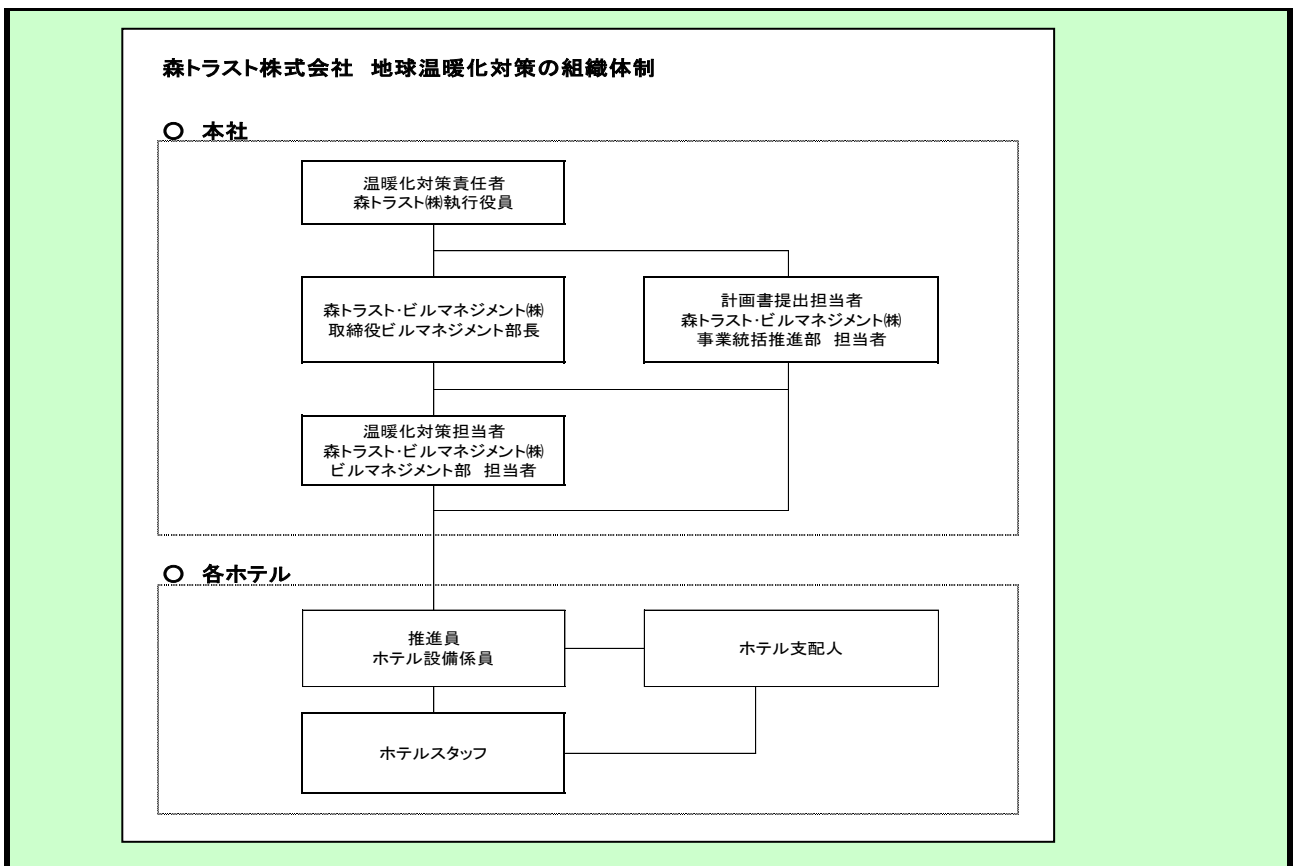 森トラスト株式会社 地球温暖化対策の組織体制
○ 本社
温暖化対策責任者
森トラスト㈱執行役員
森トラスト・ビルマネジメント㈱
取締役ビルマネジメント部長
計画書提出担当者
森トラスト・ビルマネジメント㈱
事業統括推進部 担当者
温暖化対策担当者
森トラスト・ビルマネジメント㈱
ビルマネジメント部 担当者
○ 各ホテル
推進員
ホテル設備係員
ホテル支配人
ホテルスタッフ